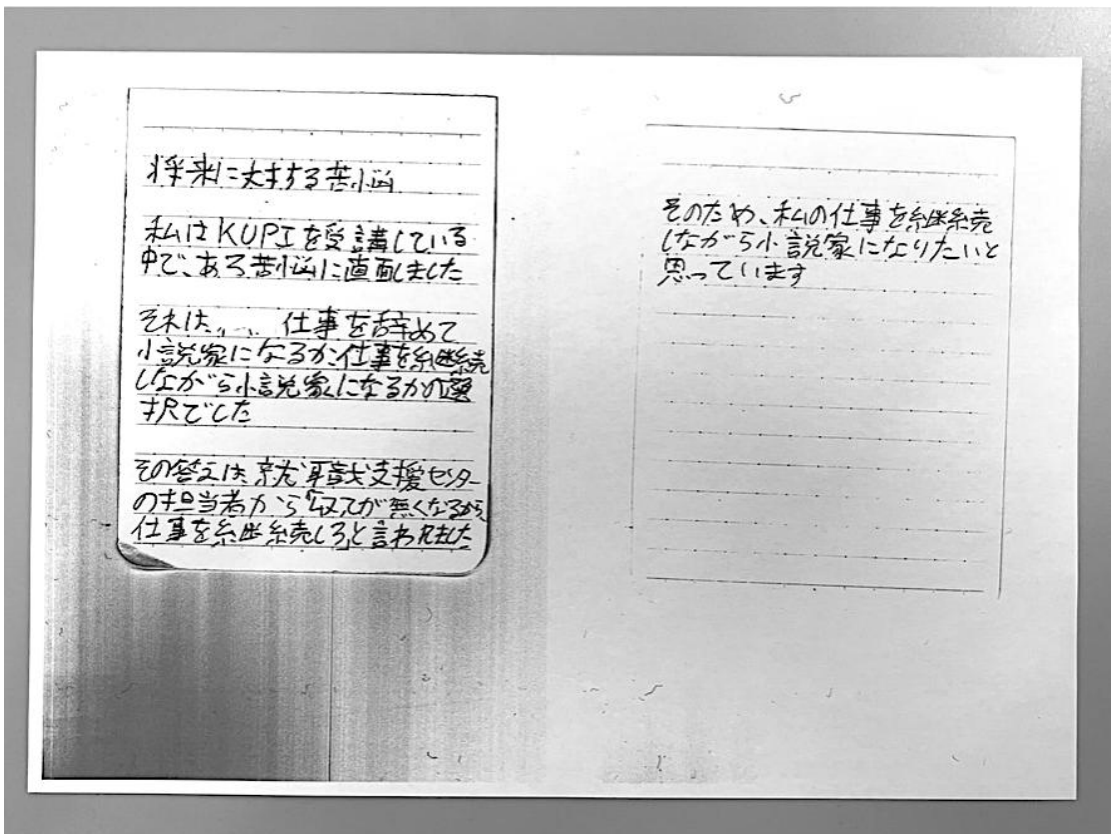 将来に対する苦悩
私はKUPIを受講している
中で、ある苦悩に直面しました
それは、、、仕事を辞めて
小説家になるか仕事を継続
しながら小説家になるかの選
択でした
その答えは就職支援センター
の担当者から「収入が無くなるから、
仕事を継続しろ」と言われました
そのため、私の仕事を継続
しながら小説家になりたいと
思っています